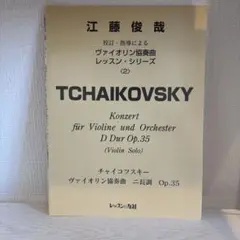 江藤俊哉
校訂・指導による
ヴァイオリン協奏曲
レッスン・シリーズ
②
TCHAIKOVSKY
Konzert
für Violine und Orchester
D Dur Op.35
(Violin Solo)
チャイコフスキー
ヴァイオリン協奏曲 ニ長調 Op.35
レッスンの友社